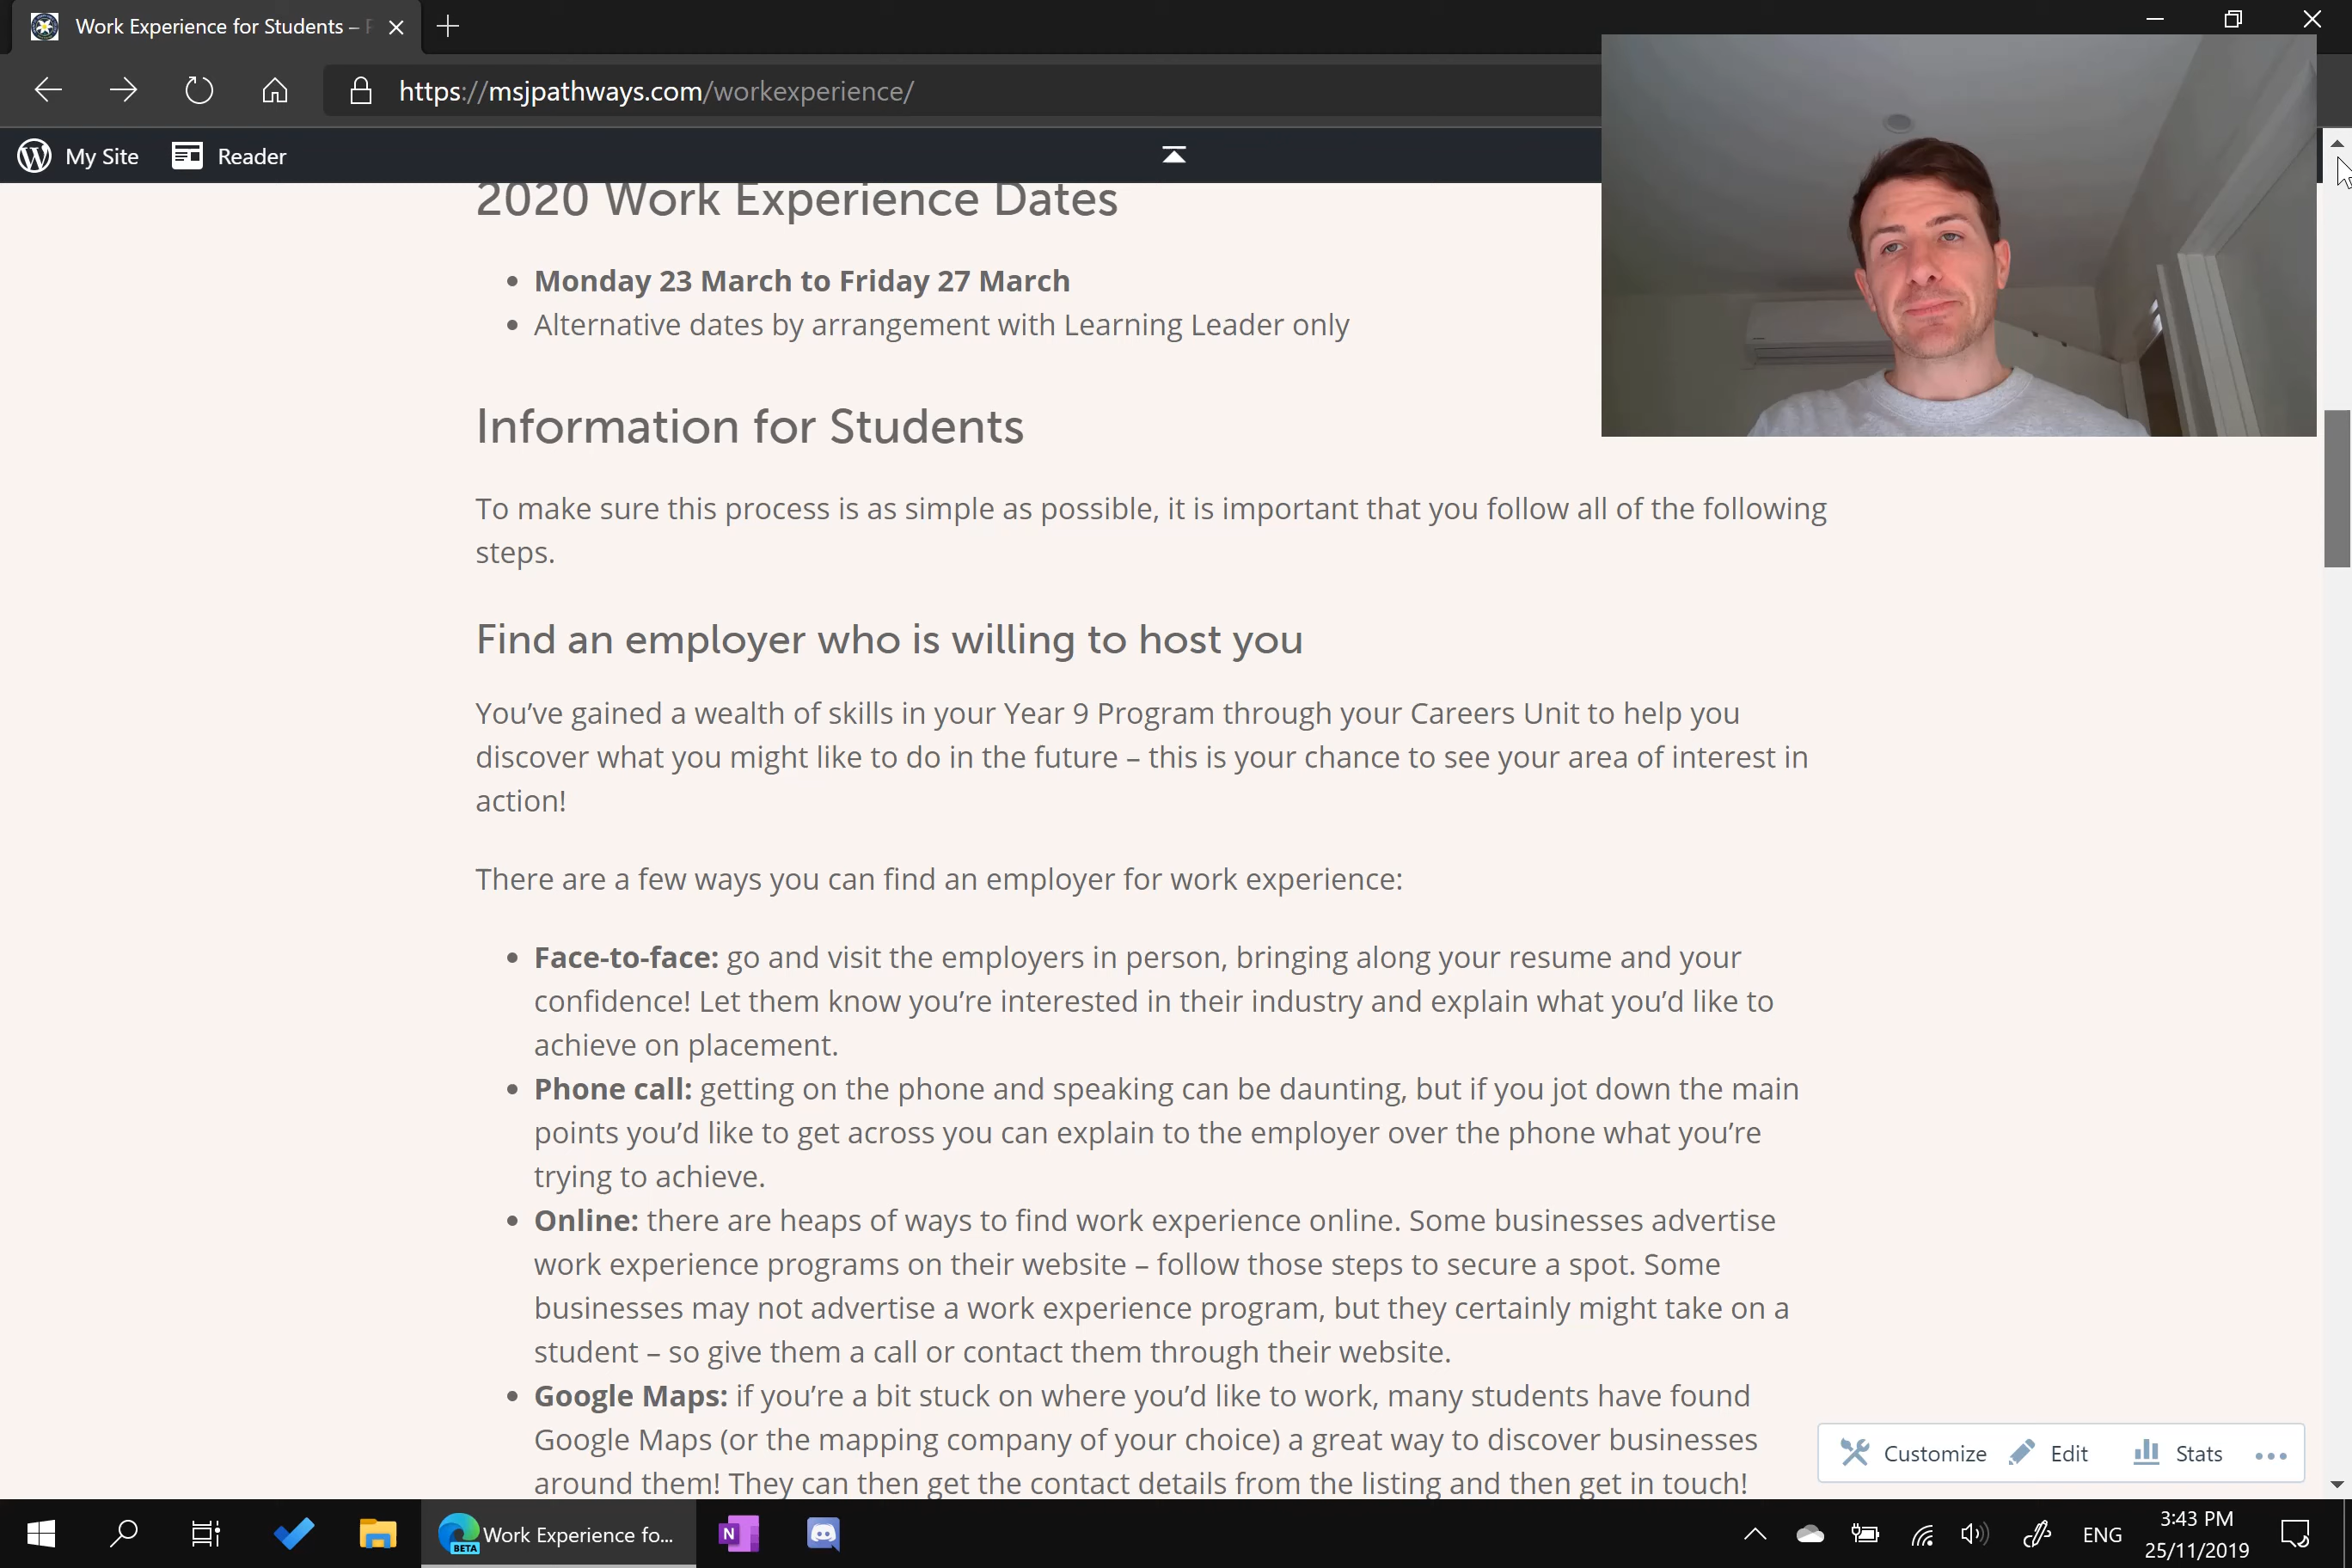 Work Experience for Students –
https://msjpathways.com/workexperience/
My Site
Reader
2020 Work Experience Dates
Monday 23 March to Friday 27 March
Alternative dates by arrangement with Learning Leader only
Information for Students
To make sure this process is as simple as possible, it is important that you follow all of the following
steps.
Find an employer who is willing to host you
You’ve gained a wealth of skills in your Year 9 Program through your Careers Unit to help you
discover what you might like to do in the future – this is your chance to see your area of interest in
action!
There are a few ways you can find an employer for work experience:
Face-to-face: go and visit the employers in person, bringing along your resume and your
confidence! Let them know you’re interested in their industry and explain what you’d like to
achieve on placement.
Phone call: getting on the phone and speaking can be daunting, but if you jot down the main
points you’d like to get across you can explain to the employer over the phone what you’re
trying to achieve.
Online: there are heaps of ways to find work experience online. Some businesses advertise
work experience programs on their website – follow those steps to secure a spot. Some
businesses may not advertise a work experience program, but they certainly might take on a
student – so give them a call or contact them through their website.
Google Maps: if you’re a bit stuck on where you’d like to work, many students have found
Google Maps (or the mapping company of your choice) a great way to discover businesses
around them! They can then get the contact details from the listing and then get in touch!
Customize
Edit
Stats
BETA
Work Experience fo...
N
ENG
3:43 PM
25/11/2019